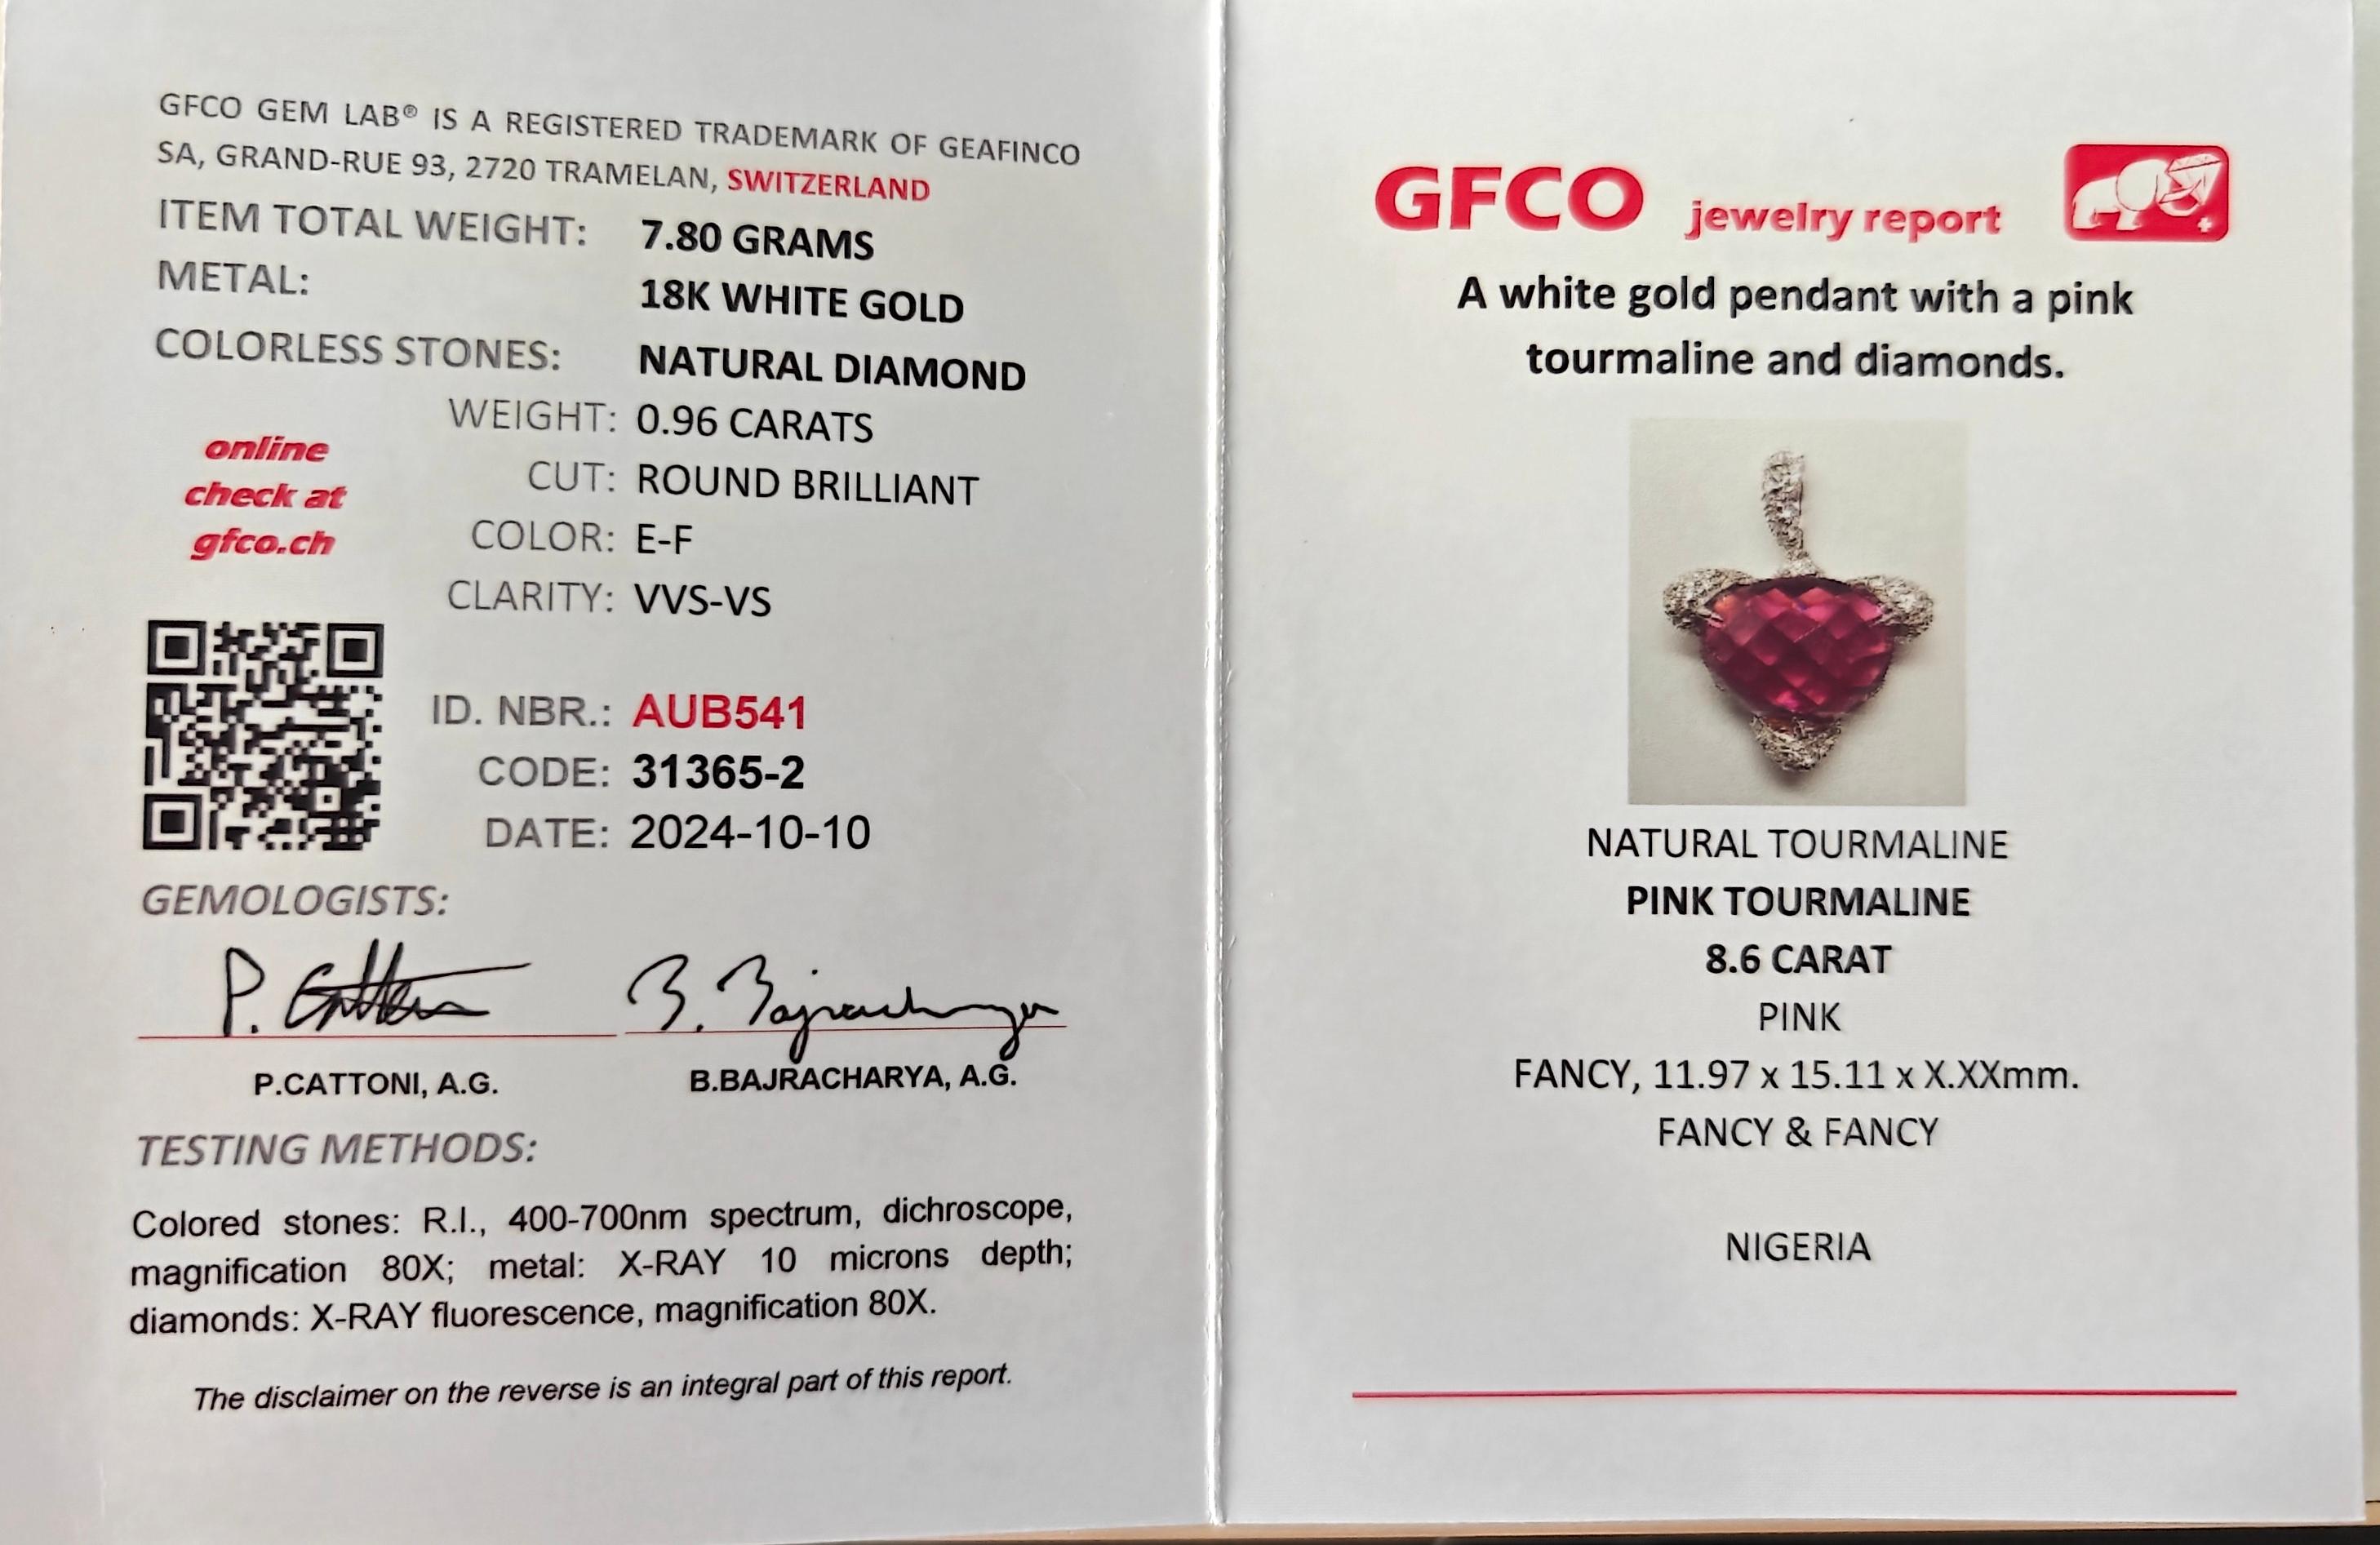 GFCO GEM LAB® IS A REGISTERED TRADEMARK OF GEAFINCO
SA, GRAND-RUE 93, 2720 TRAMELAN, SWITZERLAND
ITEM TOTAL WEIGHT: 7.80 GRAMS
METAL: 18K WHITE GOLD
COLORLESS STONES: NATURAL DIAMOND
WEIGHT: 0.96 CARATS
CUT: ROUND BRILLIANT
COLOR: E-F
CLARITY: VVS-VS
online
check at
gfco.ch
ID. NBR.: AUB541
CODE: 31365-2
DATE: 2024-10-10
GEMOLOGISTS:
P. Cattoni B. Bajracharya
P.CATTONI, A.G. B.BAJRACHARYA, A.G.
TESTING METHODS:
Colored stones: R.I., 400-700nm spectrum, dichroscope,
magnification 80X; metal: X-RAY 10 microns depth;
diamonds: X-RAY fluorescence, magnification 80X.
The disclaimer on the reverse is an integral part of this report.
GFCO jewelry report
A white gold pendant with a pink
tourmaline and diamonds.
NATURAL TOURMALINE
PINK TOURMALINE
8.6 CARAT
PINK
FANCY, 11.97 x 15.11 x X.XXmm.
FANCY & FANCY
NIGERIA